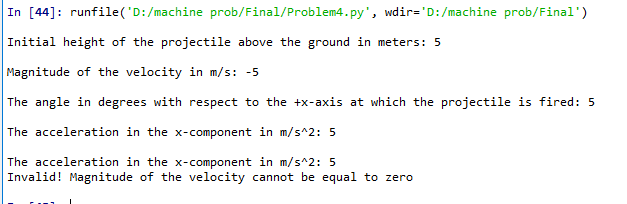 In [44]: runfile('D:/machine prob/Final/Problem4.py', wdir='D:/machine prob/Final')
Initial height of the projectile above the ground in meters: 5
Magnitude of the velocity in m/s: -5
The angle in degrees with respect to the +x-axis at which the projectile is fired: 5
The acceleration in the x-component in m/s^2: 5
The acceleration in the x-component in m/s^2: 5
Invalid! Magnitude of the velocity cannot be equal to zero